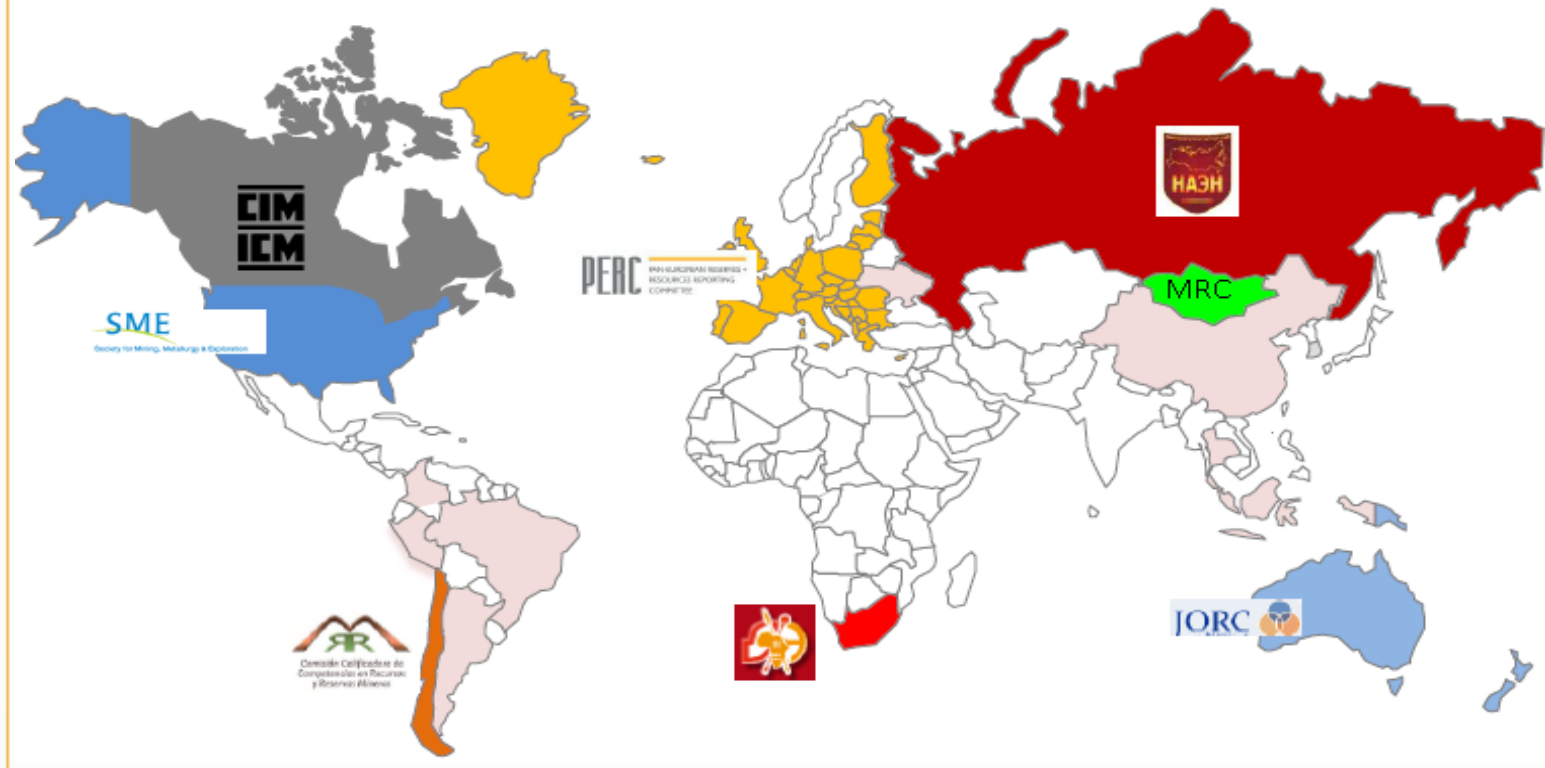 CIM
ICM
SME
Society for Mining, Metallurgy & Exploration
PERC
PAN-EUROPEAN RESERVES +
RESOURCES REPORTING
COMMITTEE
НАЭН
MRC
Comisión Calificadora de
Competencias en Recursos
y Reservas Mineras
JORC